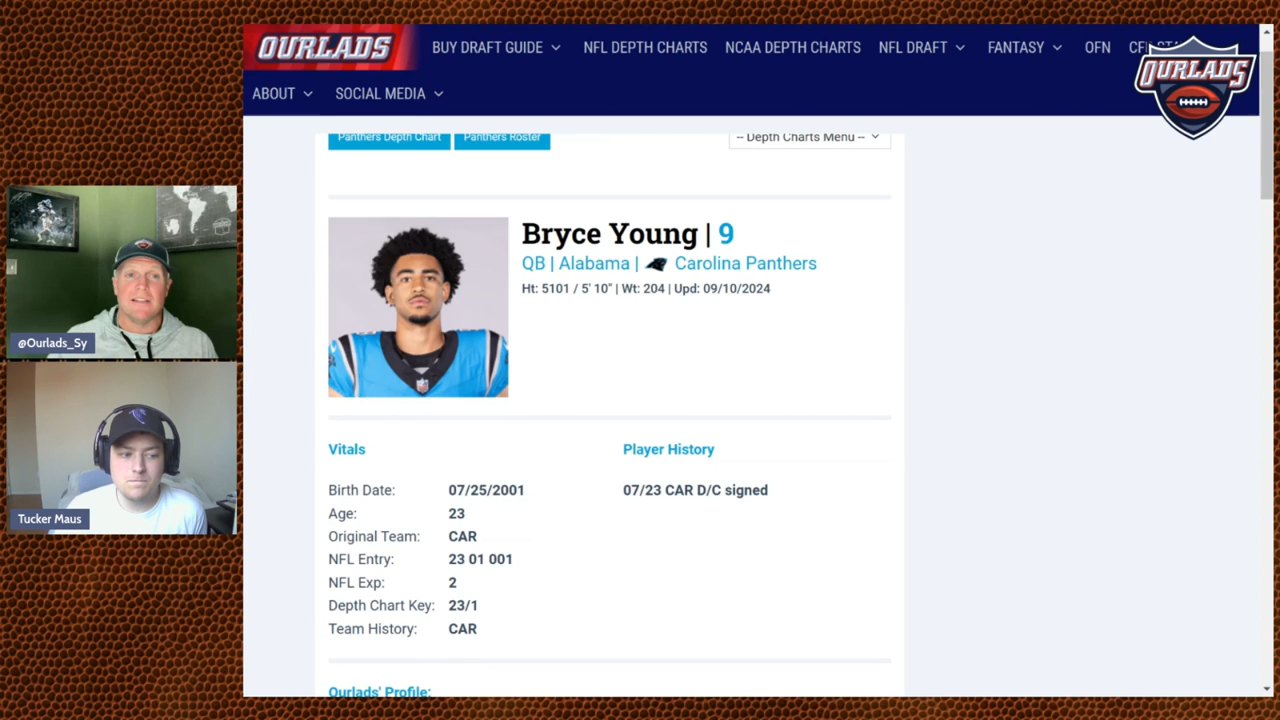 OURLADS
BUY DRAFT GUIDE
NFL DEPTH CHARTS
NCAA DEPTH CHARTS
NFL DRAFT
FANTASY
OFN
ABOUT
SOCIAL MEDIA
OURLADS
Panthers Depth Chart
Panthers Roster
-- Depth Charts Menu --
Bryce Young | 9
QB | Alabama | Carolina Panthers
Ht: 5101 / 5' 10" | Wt: 204 | Upd: 09/10/2024
@Ourlads_Sy
Tucker Maus
Vitals
Birth Date: 07/25/2001
Age: 23
Original Team: CAR
NFL Entry: 23 01 001
NFL Exp: 2
Depth Chart Key: 23/1
Team History: CAR
Player History
07/23 CAR D/C signed
Ourlads' Profile: